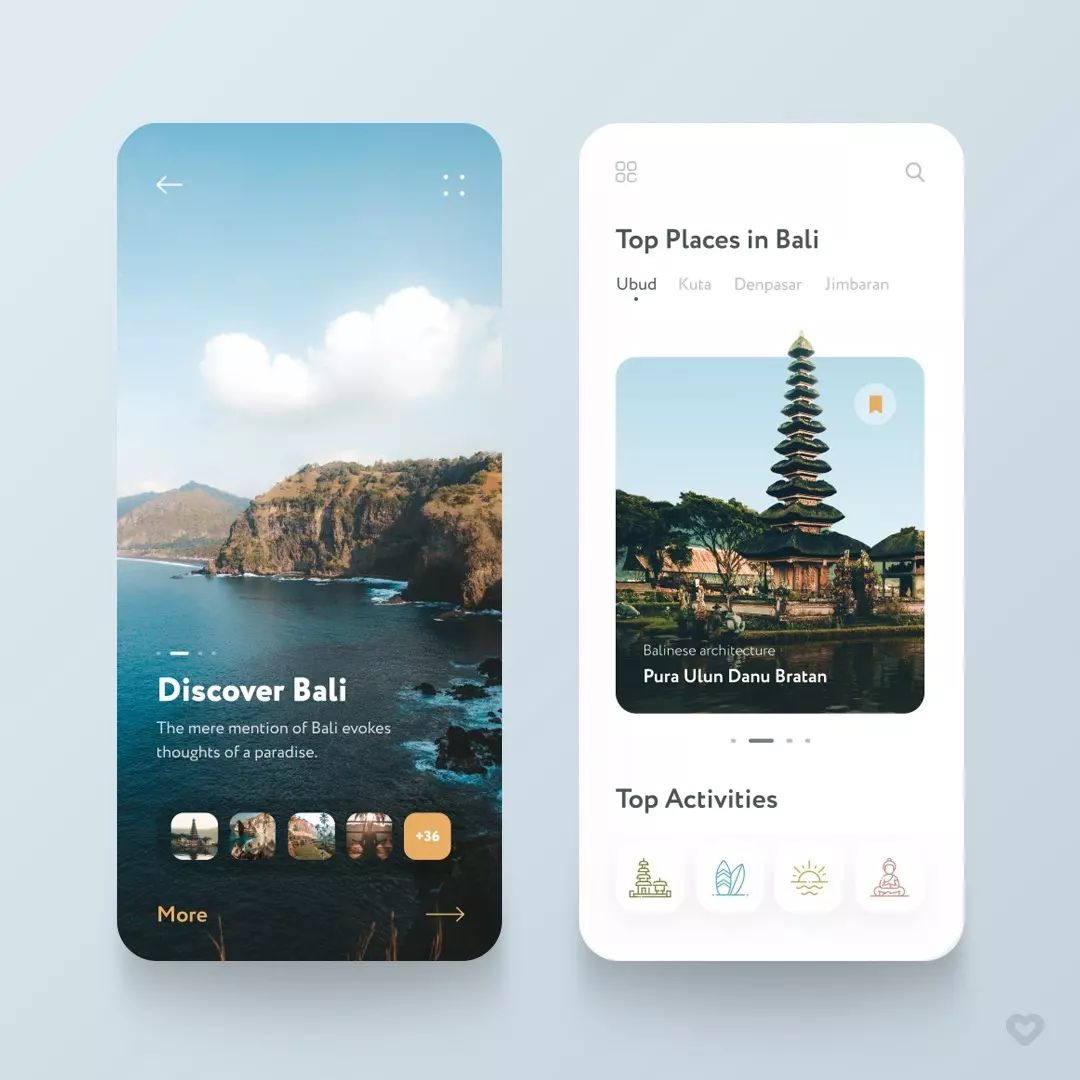 Discover Bali
The mere mention of Bali evokes
thoughts of a paradise.
+36
More
Top Places in Bali
Ubud Kuta Denpasar Jimbaran
Balinese architecture
Pura Ulun Danu Bratan
Top Activities